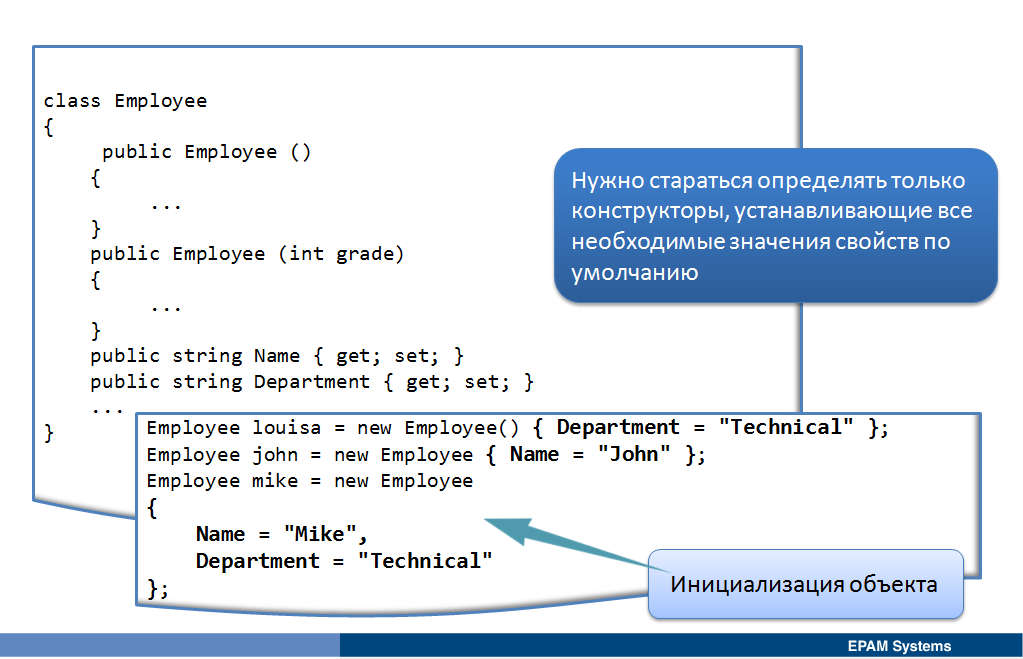 class Employee
{
public Employee ()
{
...
}
public Employee (int grade)
{
...
}
public string Name { get; set; }
public string Department { get; set; }
...
}
Нужно стараться определять только
конструкторы, устанавливающие все
необходимые значения свойств по
умолчанию
Employee louisa = new Employee() { Department = "Technical" };
Employee john = new Employee { Name = "John" };
Employee mike = new Employee
{
Name = "Mike",
Department = "Technical"
};
Инициализация объекта
EPAM Systems